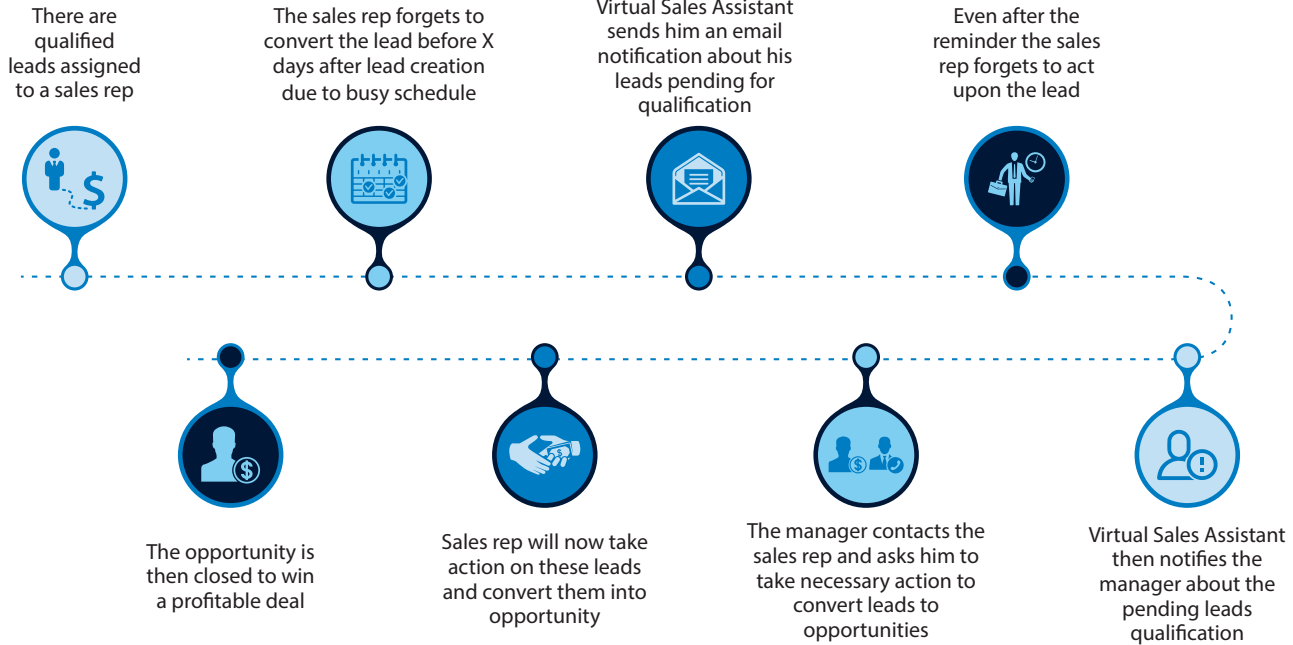 There are
qualified
leads assigned
to a sales rep
The sales rep forgets to
convert the lead before X
days after lead creation
due to busy schedule
Virtual Sales Assistant
sends him an email
notification about his
leads pending for
qualification
Even after the
reminder the sales
rep forgets to act
upon the lead
Virtual Sales Assistant
then notifies the
manager about the
pending leads
qualification
The manager contacts the
sales rep and asks him to
take necessary action to
convert leads to
opportunities
Sales rep will now take
action on these leads
and convert them into
opportunity
The opportunity is
then closed to win
a profitable deal